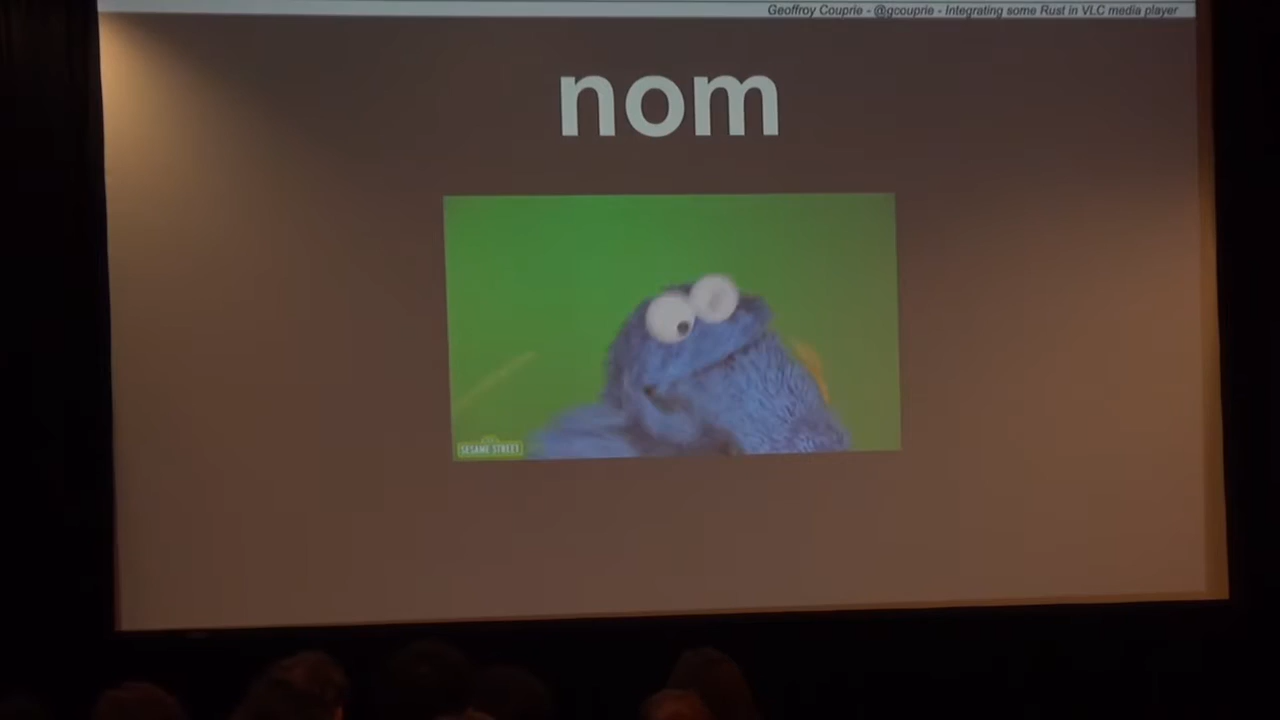 Geoffroy Couprie - @gcouprie - Integrating some Rust in VLC media player
nom
SESAME STREET